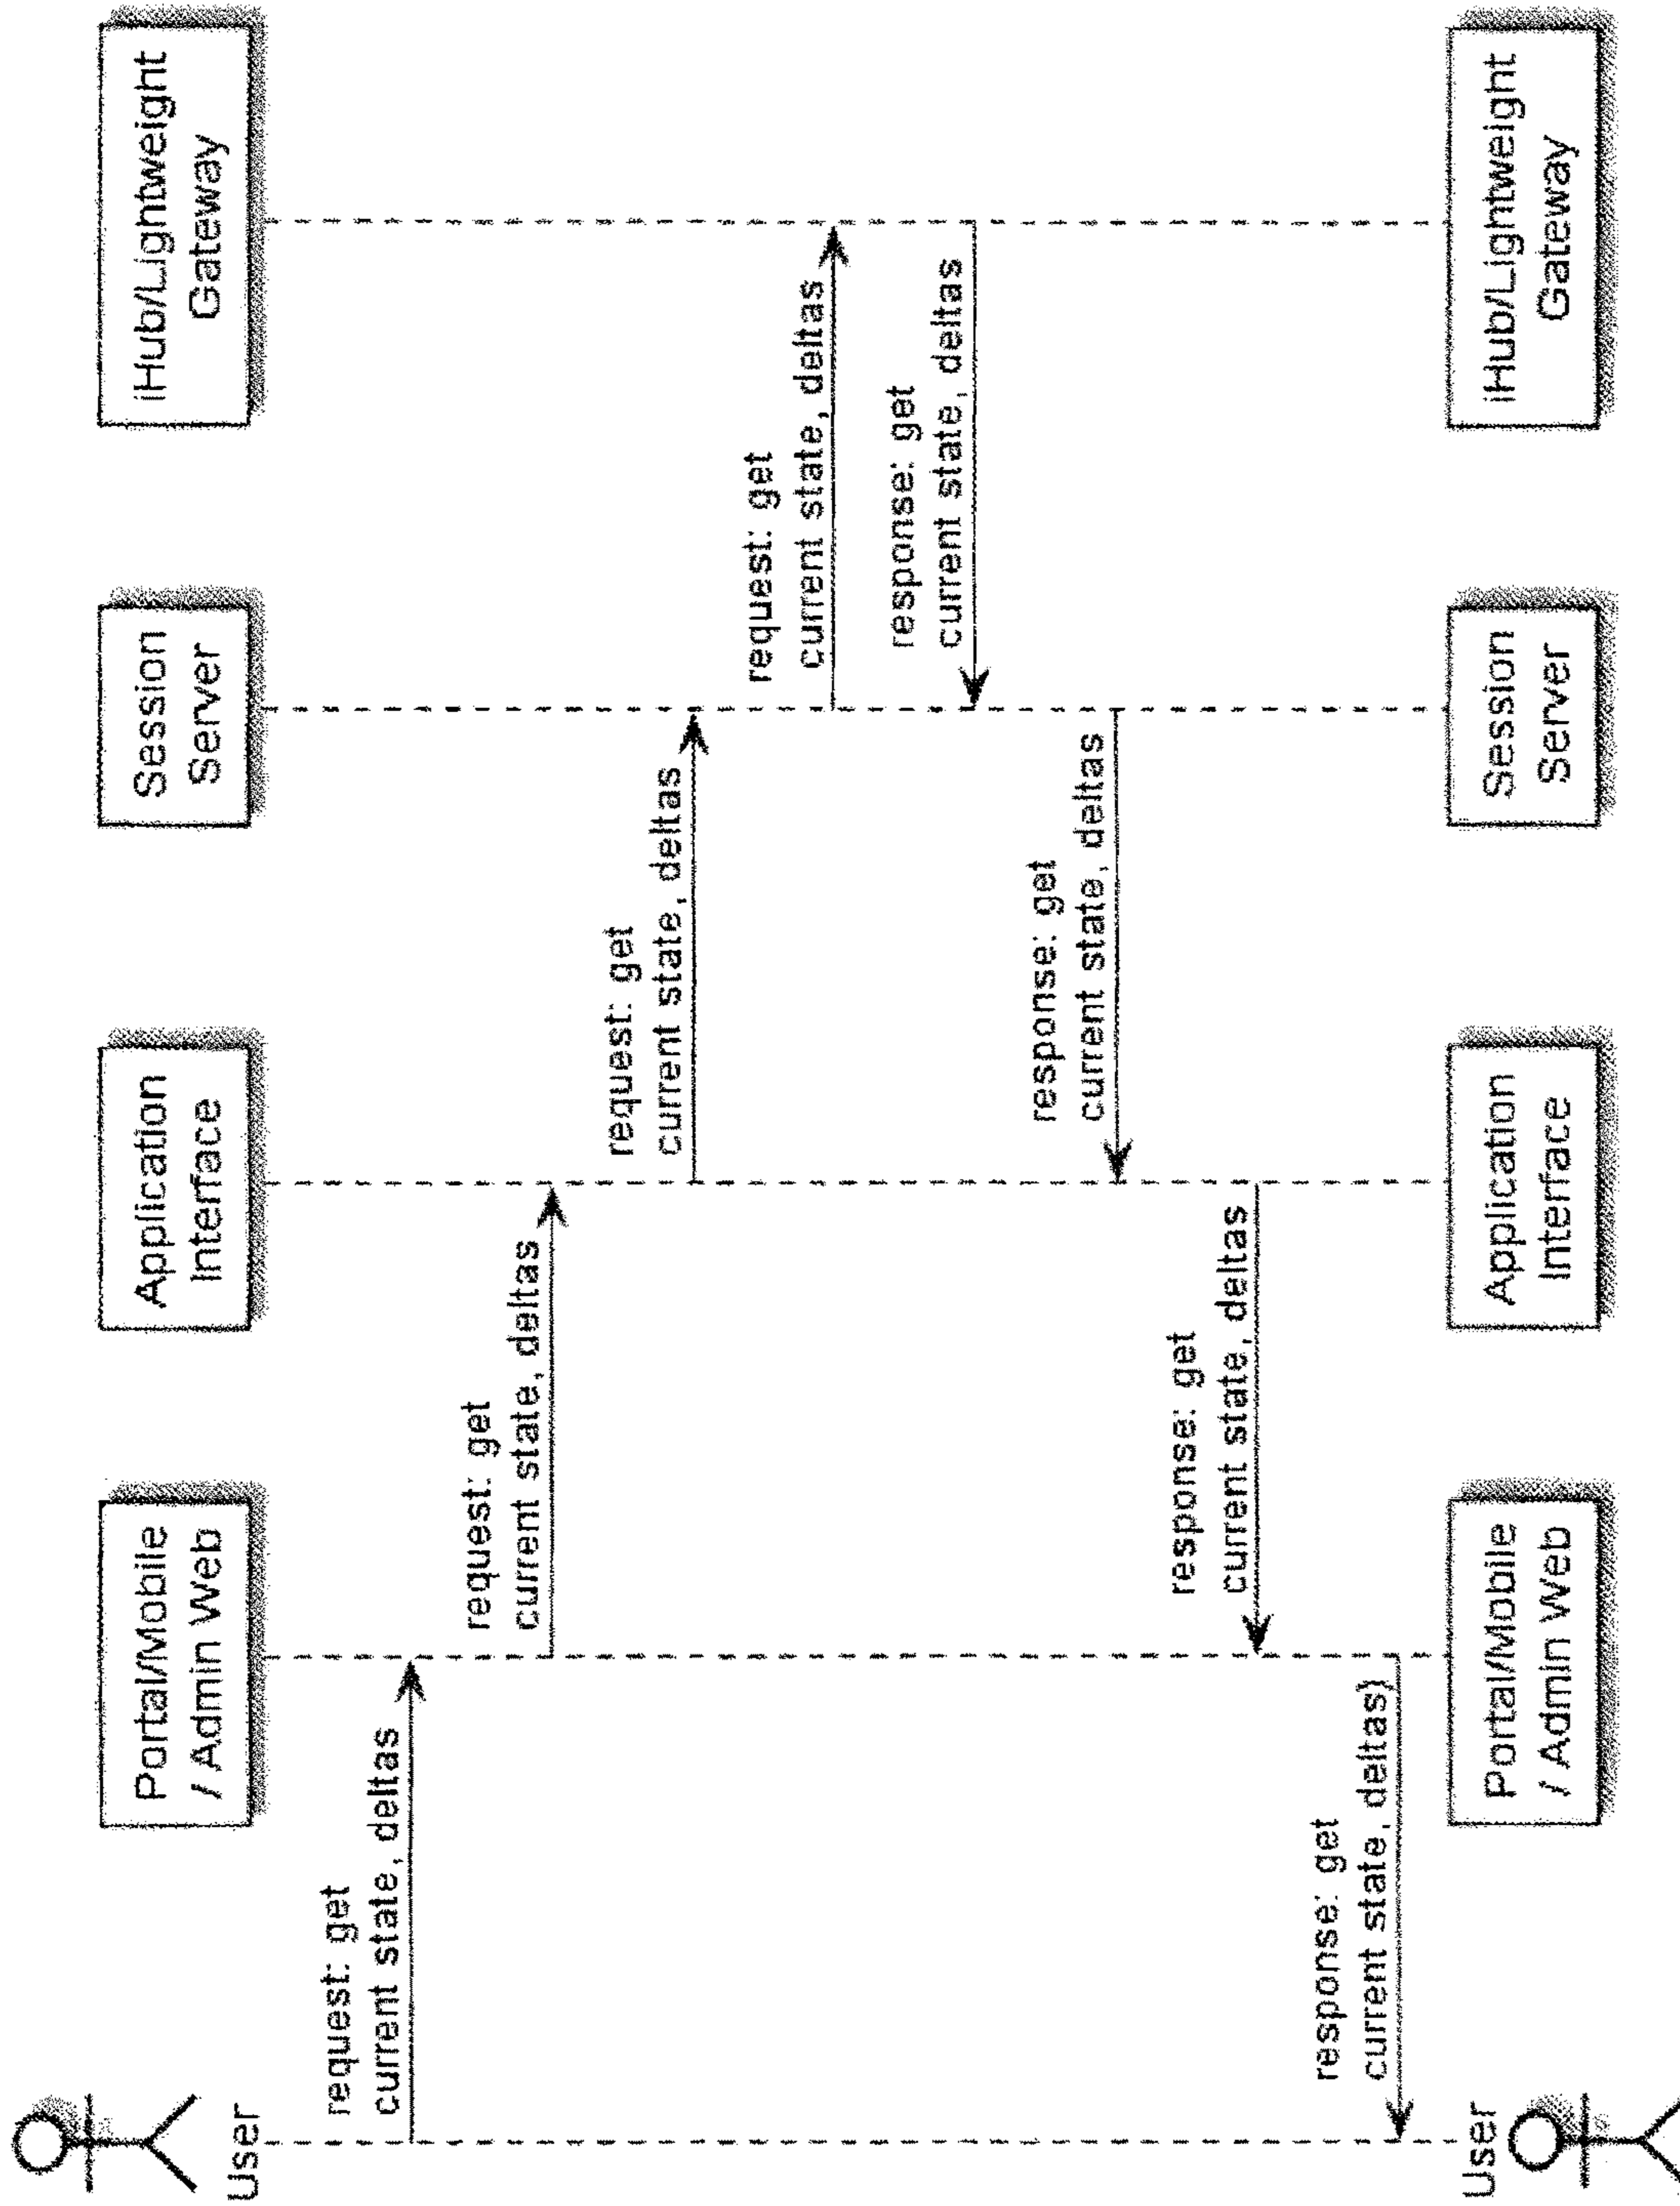 User
Portal/Mobile
/ Admin Web
Application
Interface
Session
Server
iHub/Lightweight
Gateway
request: get
current state, deltas
request: get
current state, deltas
request: get
current state, deltas
request: get
current state, deltas
response: get
current state, deltas
response: get
current state, deltas
response: get
current state, deltas
response: get
current state, deltas)
User
Portal/Mobile
/ Admin Web
Application
Interface
Session
Server
iHub/Lightweight
Gateway